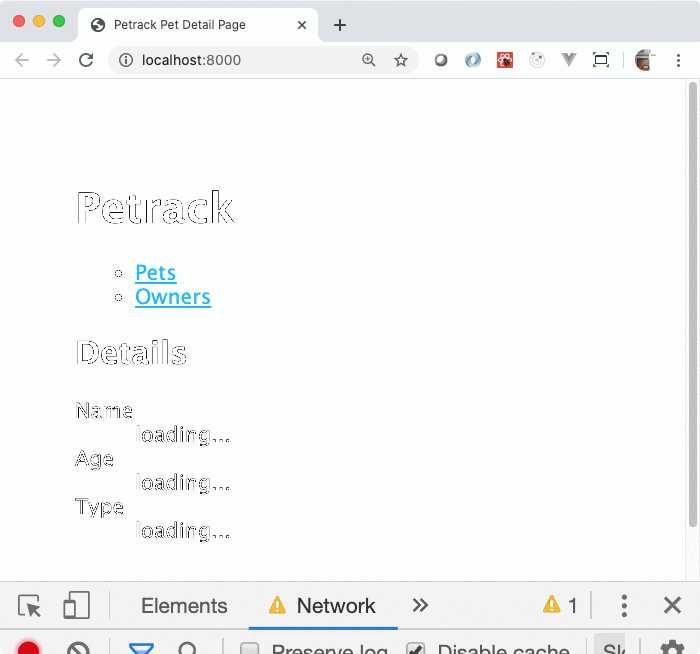 Petrack Pet Detail Page
localhost:8000
Petrack
Pets
Owners
Details
Name
loading...
Age
loading...
Type
loading...
Elements Network 1
Preserve log Disable cache